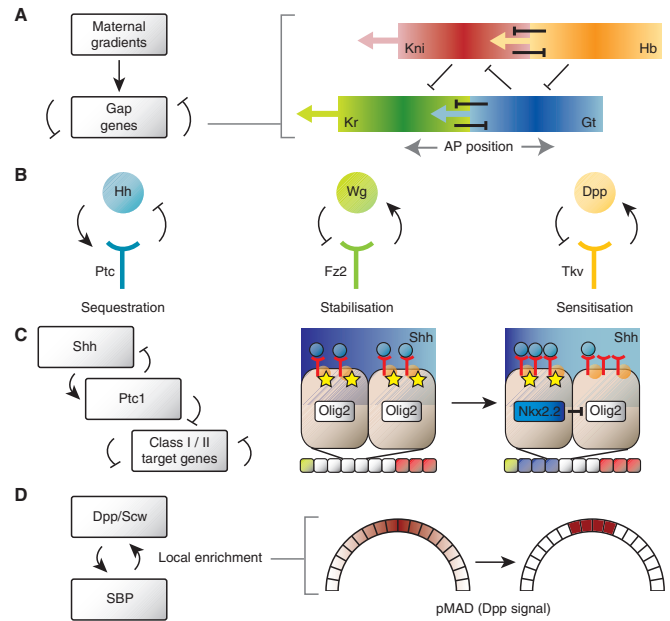 A
Maternal
gradients
Gap
genes
Kni
Hb
Kr
Gt
AP position
B
Hh
Ptc
Sequestration
Wg
Fz2
Stabilisation
Dpp
Tkv
Sensitisation
C
Shh
Ptc1
Class I / II
target genes
Shh
Olig2
Olig2
Shh
Nkx2.2
Olig2
D
Dpp/Scw
SBP
Local enrichment
pMAD (Dpp signal)